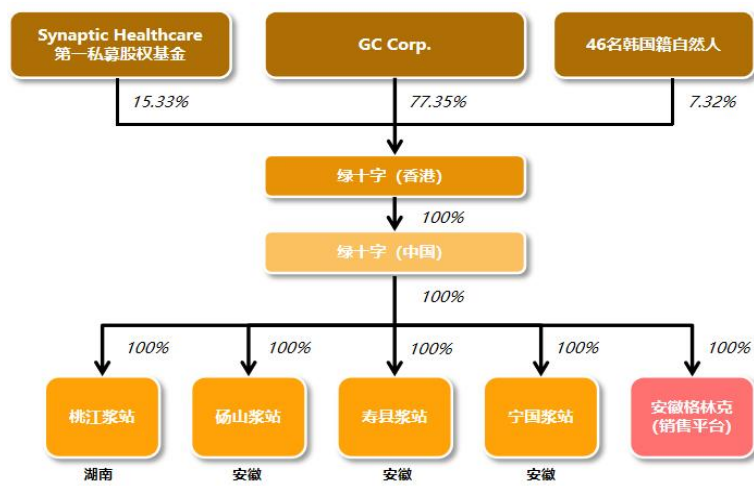 Synaptic Healthcare
第一私募股权基金
GC Corp.
46名韩国籍自然人
15.33%
77.35%
7.32%
绿十字（香港）
100%
绿十字（中国）
100%
100%
100%
100%
100%
100%
桃江浆站
砀山浆站
寿县浆站
宁国浆站
安徽格林克
(销售平台)
湖南
安徽
安徽
安徽